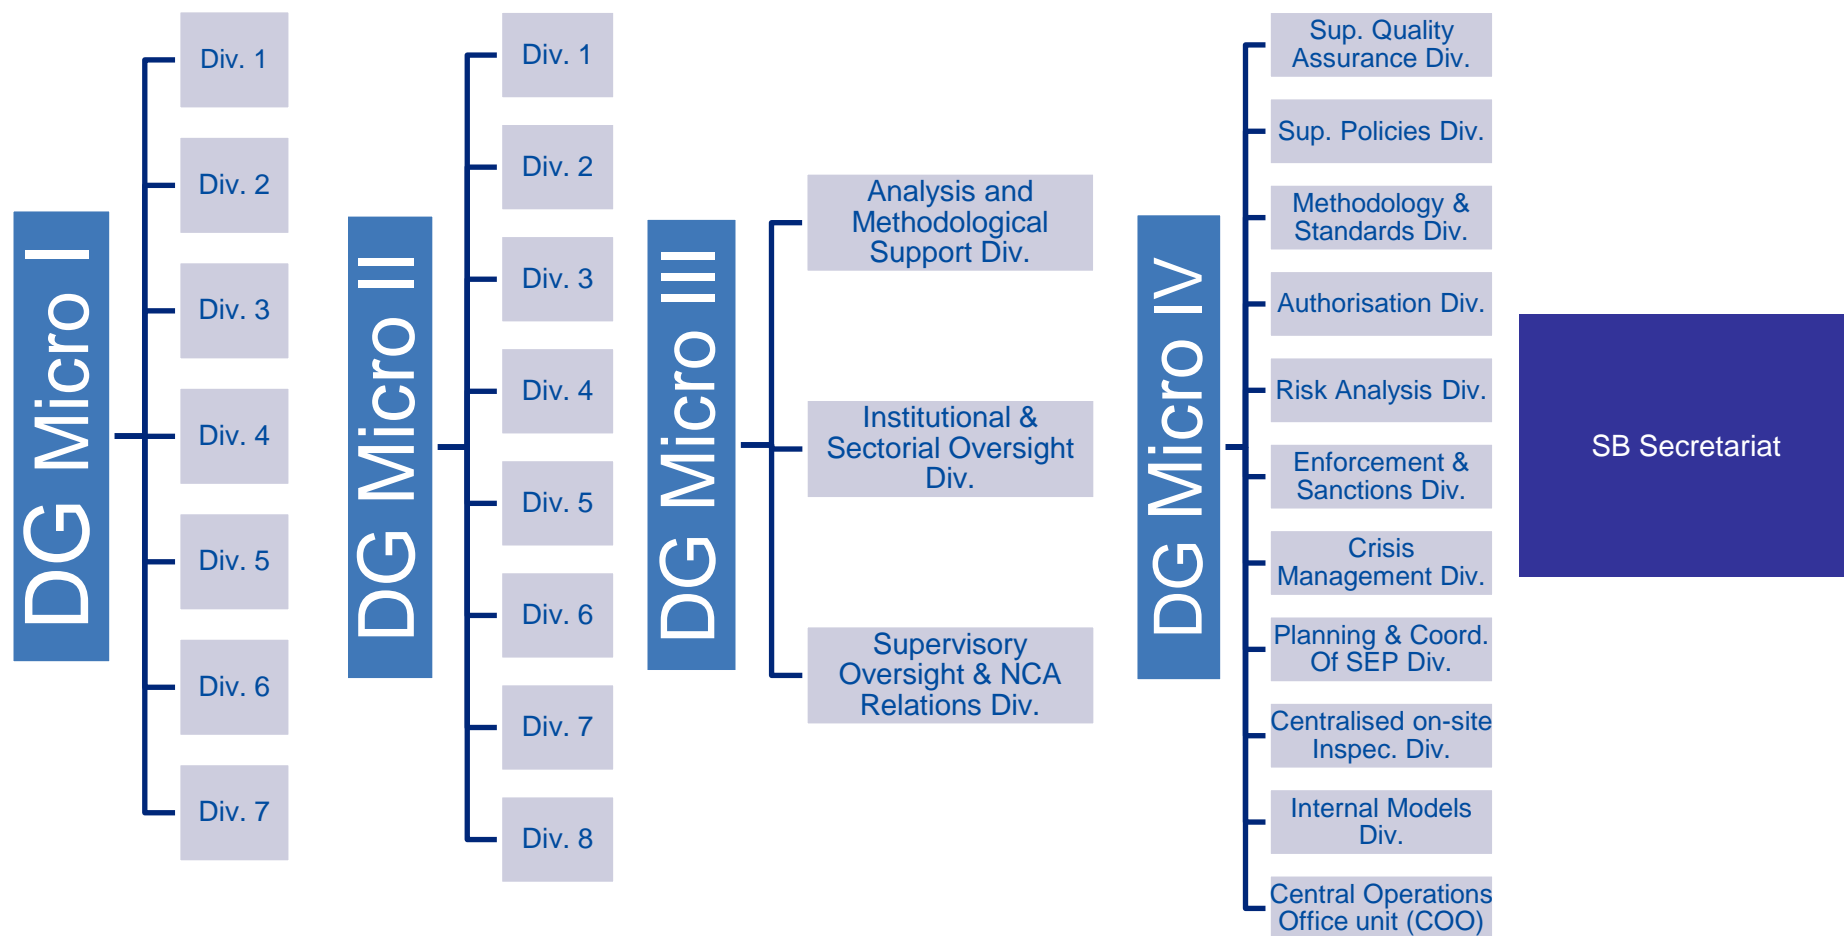 DG Micro I
Div. 1
Div. 2
Div. 3
Div. 4
Div. 5
Div. 6
Div. 7
DG Micro II
Div. 1
Div. 2
Div. 3
Div. 4
Div. 5
Div. 6
Div. 7
Div. 8
DG Micro III
Analysis and
Methodological
Support Div.
Institutional &
Sectorial Oversight
Div.
Supervisory
Oversight & NCA
Relations Div.
DG Micro IV
Sup. Quality
Assurance Div.
Sup. Policies Div.
Methodology &
Standards Div.
Authorisation Div.
Risk Analysis Div.
Enforcement &
Sanctions Div.
Crisis
Management Div.
Planning & Coord.
Of SEP Div.
Centralised on-site
Inspec. Div.
Internal Models
Div.
Central Operations
Office unit (COO)
SB Secretariat